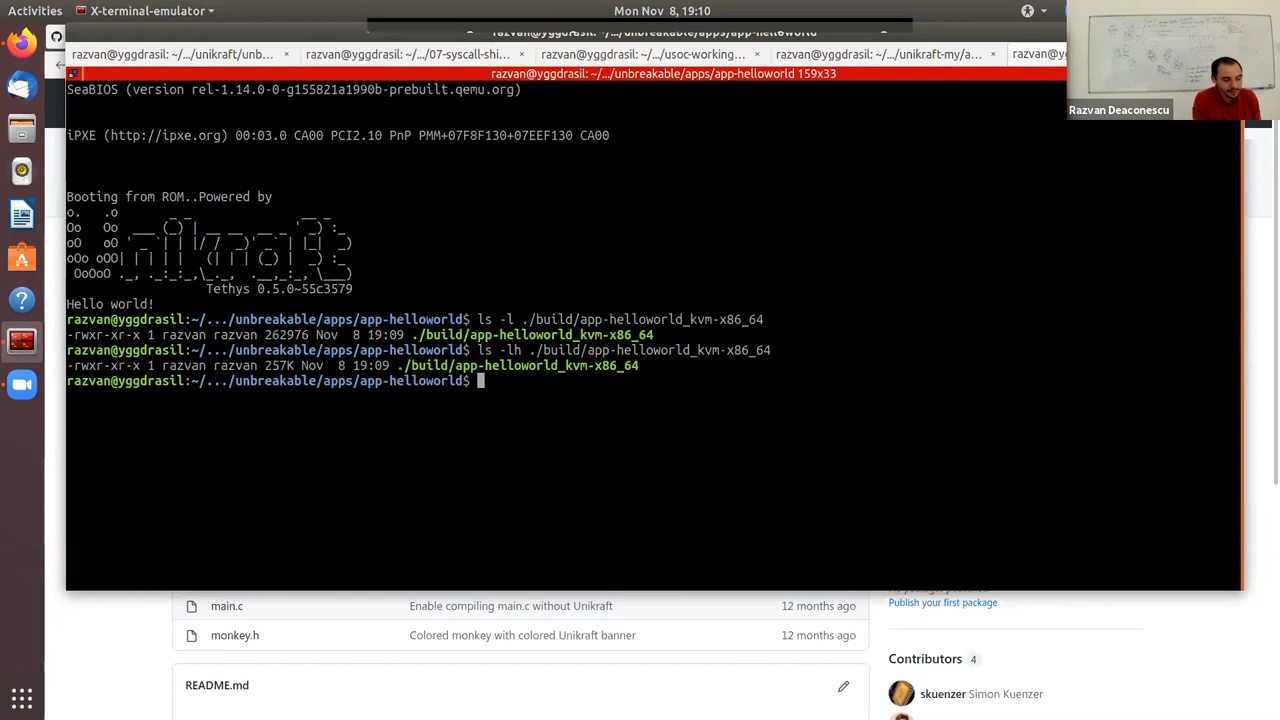 Activities
X-terminal-emulator
Mon Nov 8, 19:10
razvan@yggdrasil: ~/.../unbreakable/apps/app-helloworld
razvan@yggdrasil: ~/.../unikraft/unb...
razvan@yggdrasil: ~/.../07-syscall-shi...
razvan@yggdrasil: ~/.../usoc-working...
razvan@yggdrasil: ~/.../unikraft-my/a...
razvan@yggd
razvan@yggdrasil: ~/.../unbreakable/apps/app-helloworld 159x33
SeaBIOS (version rel-1.14.0-0-g155821a1990b-prebuilt.qemu.org)
iPXE (http://ipxe.org) 00:03.0 CA00 PCI2.10 PnP PMM+07F8F130+07EEF130 CA00
Booting from ROM..Powered by
Tethys 0.5.0~55c3579
Hello world!
razvan@yggdrasil:~/.../unbreakable/apps/app-helloworld$ ls -l ./build/app-helloworld_kvm-x86_64
-rwxr-xr-x 1 razvan razvan 262976 Nov  8 19:09 ./build/app-helloworld_kvm-x86_64
razvan@yggdrasil:~/.../unbreakable/apps/app-helloworld$ ls -lh ./build/app-helloworld_kvm-x86_64
-rwxr-xr-x 1 razvan razvan 257K Nov  8 19:09 ./build/app-helloworld_kvm-x86_64
razvan@yggdrasil:~/.../unbreakable/apps/app-helloworld$
Razvan Deaconescu
main.c
Enable compiling main.c without Unikraft
12 months ago
monkey.h
Colored monkey with colored Unikraft banner
12 months ago
README.md
Publish your first package
Contributors 4
skuenzer Simon Kuenzer